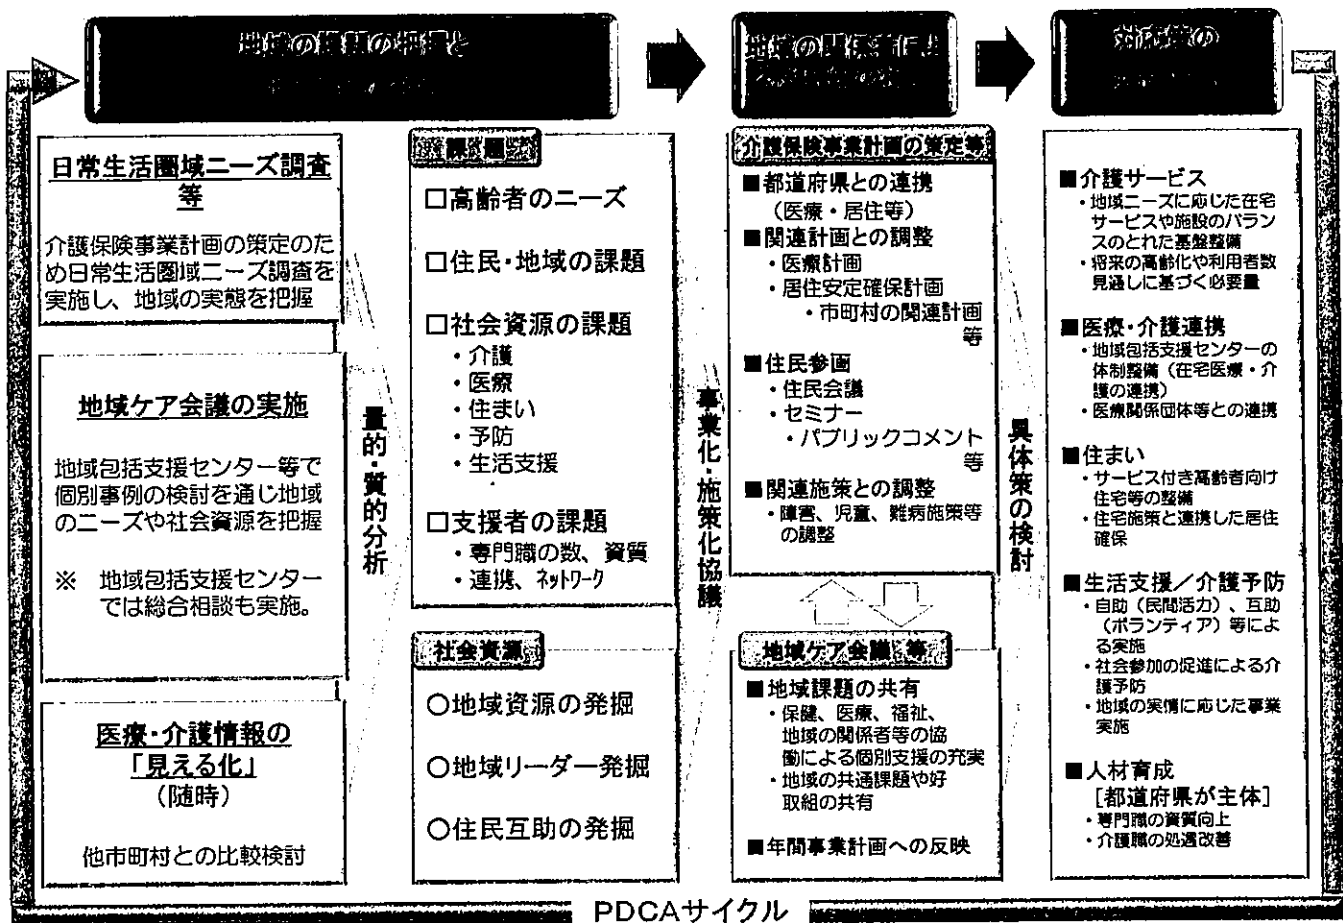 地域の課題の把握と
地域の関係者による
対応策の
日常生活圏域ニーズ調査
等
介護保険事業計画の策定のた
め日常生活圏域ニーズ調査を
実施し、地域の実態を把握
地域ケア会議の実施
地域包括支援センター等で
個別事例の検討を通じ地域
のニーズや社会資源を把握
※ 地域包括支援センター
では総合相談も実施。
医療・介護情報の
「見える化」
(随時)
他市町村との比較検討
量的・質的分析
課題
□高齢者のニーズ
□住民・地域の課題
□社会資源の課題
・介護
・医療
・住まい
・予防
・生活支援
□支援者の課題
・専門職の数、資質
・連携、ネットワーク
社会資源
○地域資源の発掘
○地域リーダー発掘
○住民互助の発掘
事業化・施策化協議
介護保険事業計画の策定等
■都道府県との連携
(医療・居住等)
■関連計画との調整
・医療計画
・居住安定確保計画
・市町村の関連計画
等
■住民参画
・住民会議
・セミナー
・パブリックコメント
等
■関連施策との調整
・障害、児童、難病施策等
の調整
地域ケア会議 等
■地域課題の共有
・保健、医療、福祉、
地域の関係者等の協
働による個別支援の充実
・地域の共通課題や好
取組の共有
■年間事業計画への反映
具体策の検討
■介護サービス
・地域ニーズに応じた在宅
サービスや施設のバラン
スのとれた基盤整備
・将来の高齢化や利用者数
見通しに基づく必要量
■医療・介護連携
・地域包括支援センターの
体制整備(在宅医療・介
護の連携)
・医療関係団体等との連携
■住まい
・サービス付き高齢者向け
住宅等の整備
・住宅施策と連携した居住
確保
■生活支援/介護予防
・自助(民間活力)、互助
(ボランティア)等によ
る実施
・社会参加の促進による介
護予防
・地域の実情に応じた事業
実施
■人材育成
[都道府県が主体]
・専門職の資質向上
・介護職の処遇改善
PDCAサイクル